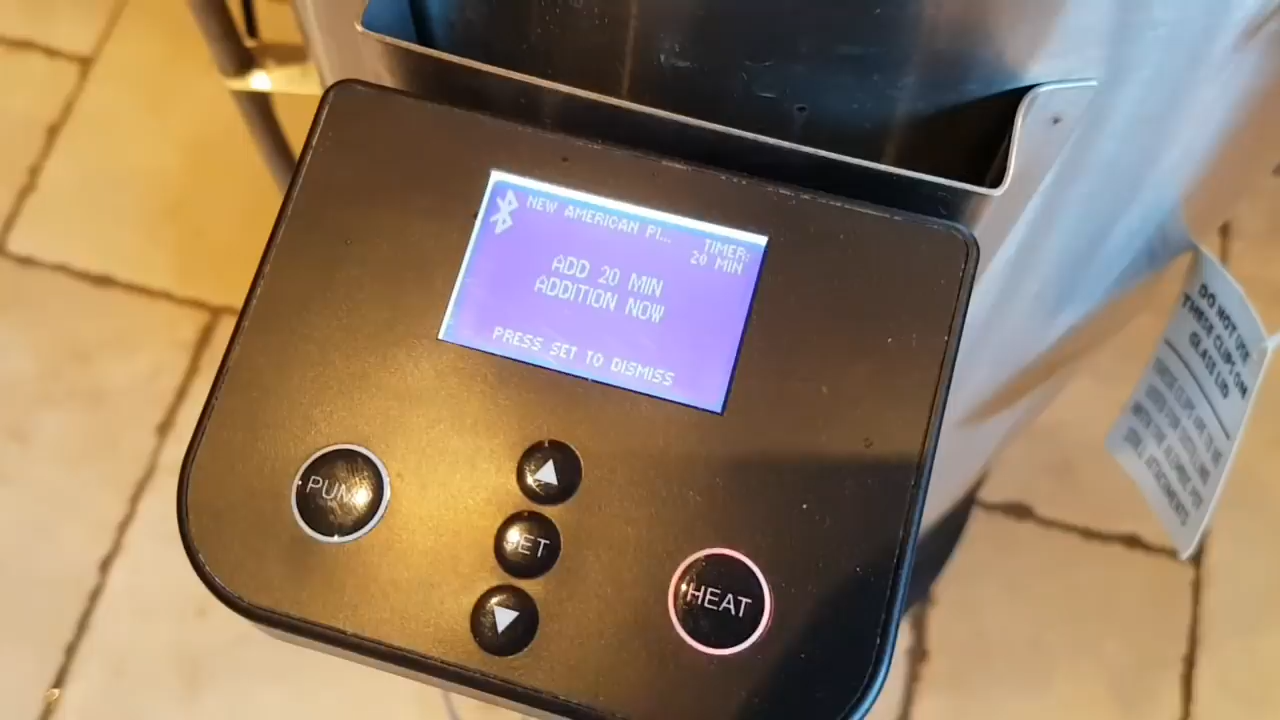 NEW AMERICAN PI...
TIMER:
20 MIN
ADD 20 MIN
ADDITION NOW
PRESS SET TO DISMISS
PUMP
SET
HEAT
DO NOT USE
THESE CLIPS ON
GLASS LID